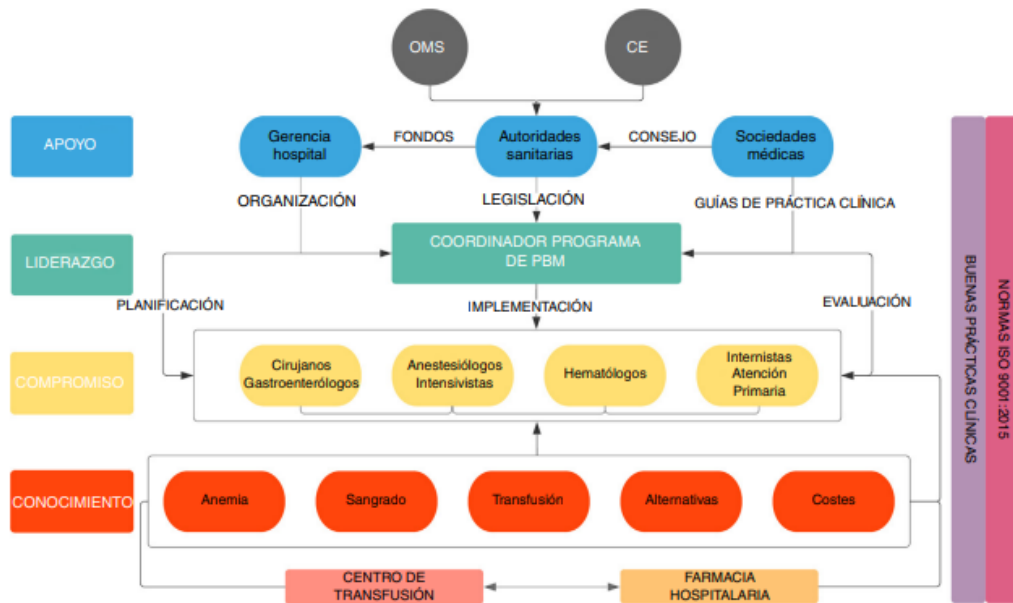 OMS
CE
APOYO
Gerencia
hospital
FONDOS
Autoridades
sanitarias
CONSEJO
Sociedades
médicas
ORGANIZACIÓN
LEGISLACIÓN
GUÍAS DE PRÁCTICA CLÍNICA
LIDERAZGO
COORDINADOR PROGRAMA
DE PBM
PLANIFICACIÓN
IMPLEMENTACIÓN
EVALUACIÓN
COMPROMISO
Cirujanos
Gastroenterólogos
Anestesiólogos
Intensivistas
Hematólogos
Internistas
Atención
Primaria
CONOCIMIENTO
Anemia
Sangrado
Transfusión
Alternativas
Costes
CENTRO DE
TRANSFUSIÓN
FARMACIA
HOSPITALARIA
BUENAS PRÁCTICAS CLÍNICAS
NORMAS ISO 9001:2015